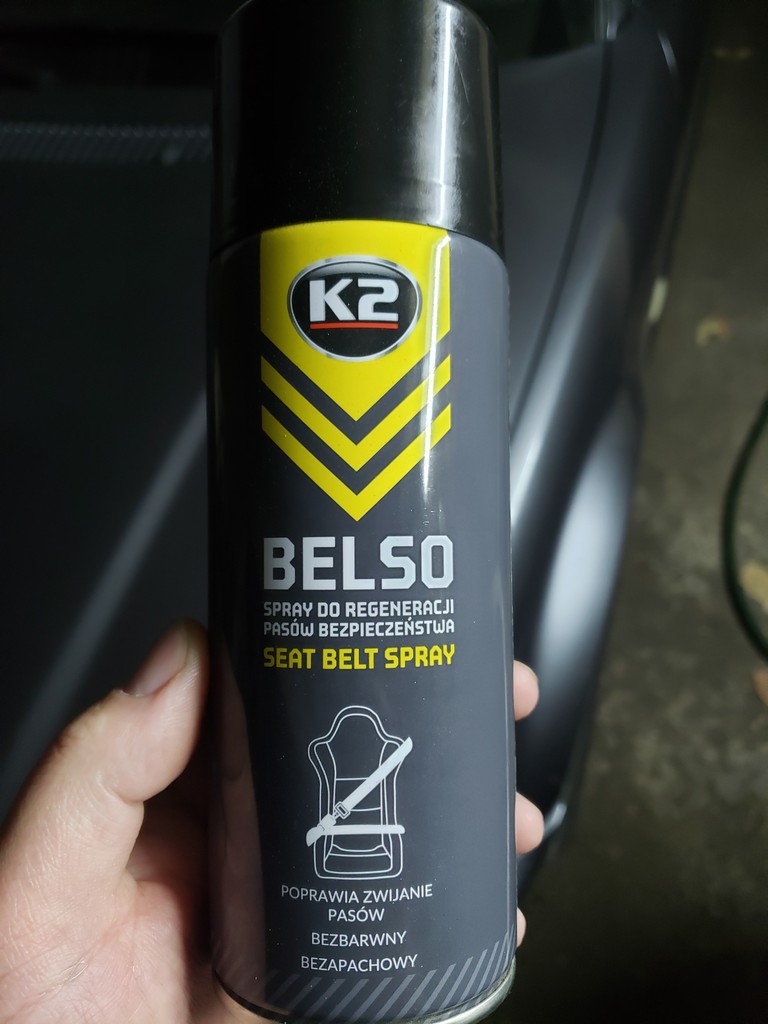 K2
BELSO
SPRAY DO REGENERACJI
PASÓW BEZPIECZEŃSTWA
SEAT BELT SPRAY
POPRAWIA ZWIJANIE
PASÓW
BEZBARWNY
BEZAPACHOWY